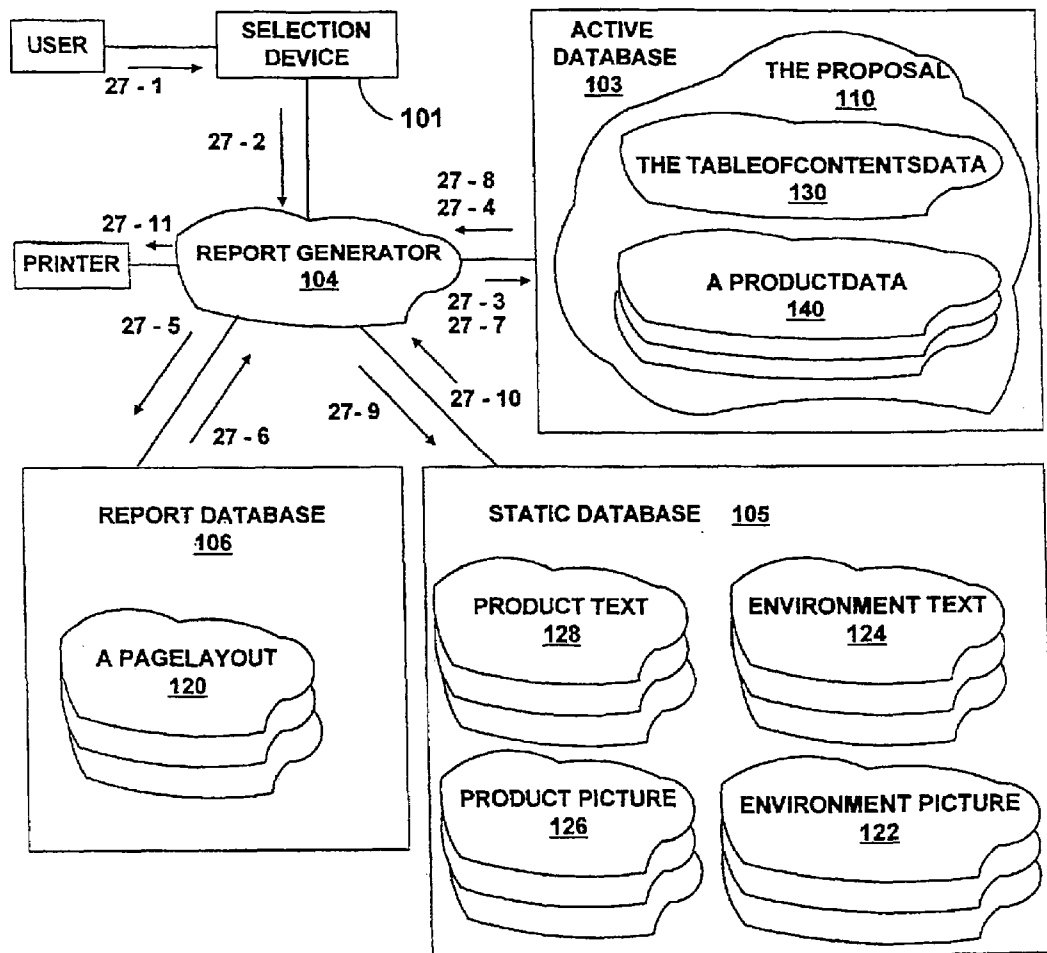 USER
27 - 1
SELECTION
DEVICE
101
27 - 2
ACTIVE
DATABASE
103
THE PROPOSAL
110
THE TABLEOFCONTENTSDATA
130
A PRODUCTDATA
140
27 - 8
27 - 4
27 - 11
PRINTER
REPORT GENERATOR
104
27 - 3
27 - 7
27 - 5
27 - 6
27 - 9
27 - 10
REPORT DATABASE
106
A PAGELAYOUT
120
STATIC DATABASE 105
PRODUCT TEXT
128
ENVIRONMENT TEXT
124
PRODUCT PICTURE
126
ENVIRONMENT PICTURE
122